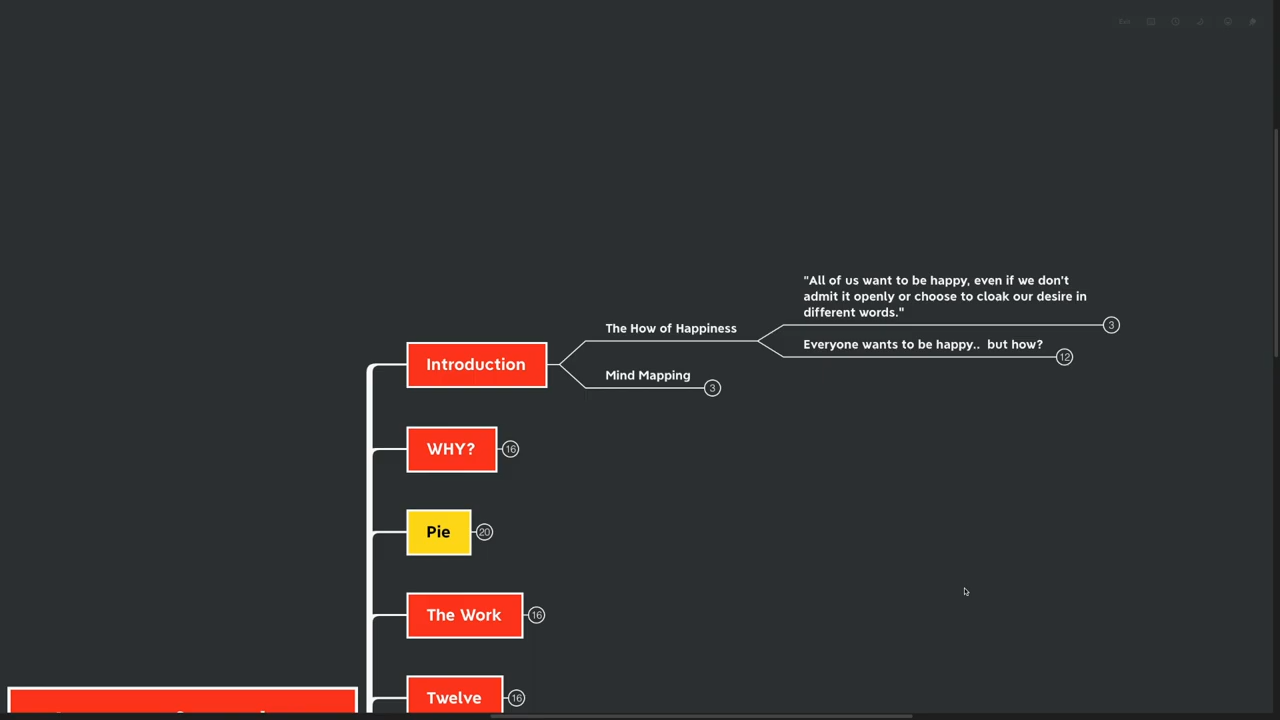 "All of us want to be happy, even if we don't
admit it openly or choose to cloak our desire in
different words."
3
The How of Happiness
Everyone wants to be happy.. but how?
12
Introduction
Mind Mapping
3
WHY?
16
Pie
20
The Work
16
Twelve
16